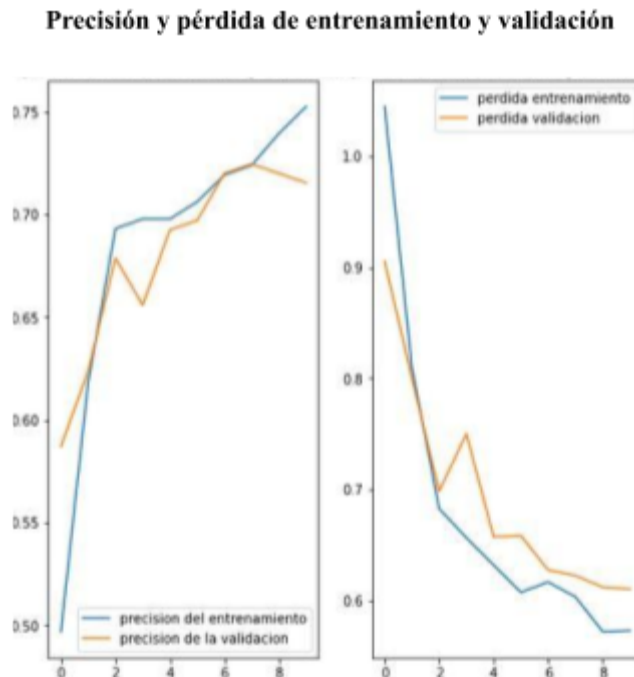 Precisión y pérdida de entrenamiento y validación
0.75
0.70
0.65
0.60
0.55
0.50
0 2 4 6 8
precision del entrenamiento
precision de la validacion
1.0
0.9
0.8
0.7
0.6
0 2 4 6 8
perdida entrenamiento
perdida validacion